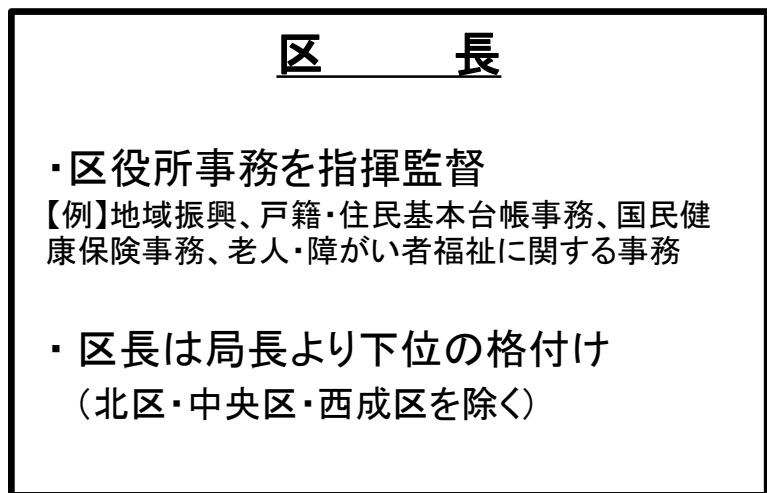 区　　　長
・区役所事務を指揮監督
【例】地域振興、戸籍・住民基本台帳事務、国民健
康保険事務、老人・障がい者福祉に関する事務
・ 区長は局長より下位の格付け
（北区・中央区・西成区を除く）